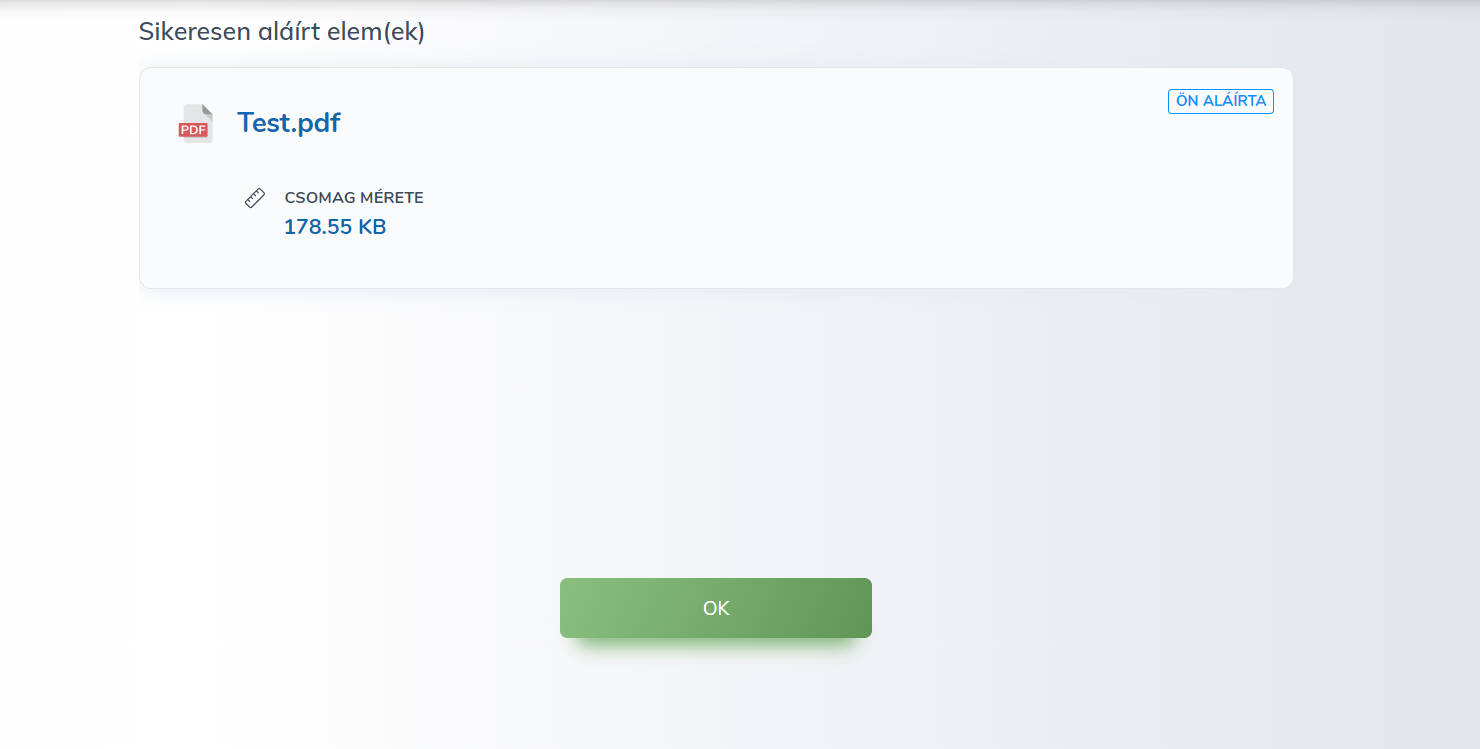 Sikeresen aláírt elem(ek)
ÖN ALÁÍRTA
PDF
Test.pdf
CSOMAG MÉRETE
178.55 KB
OK